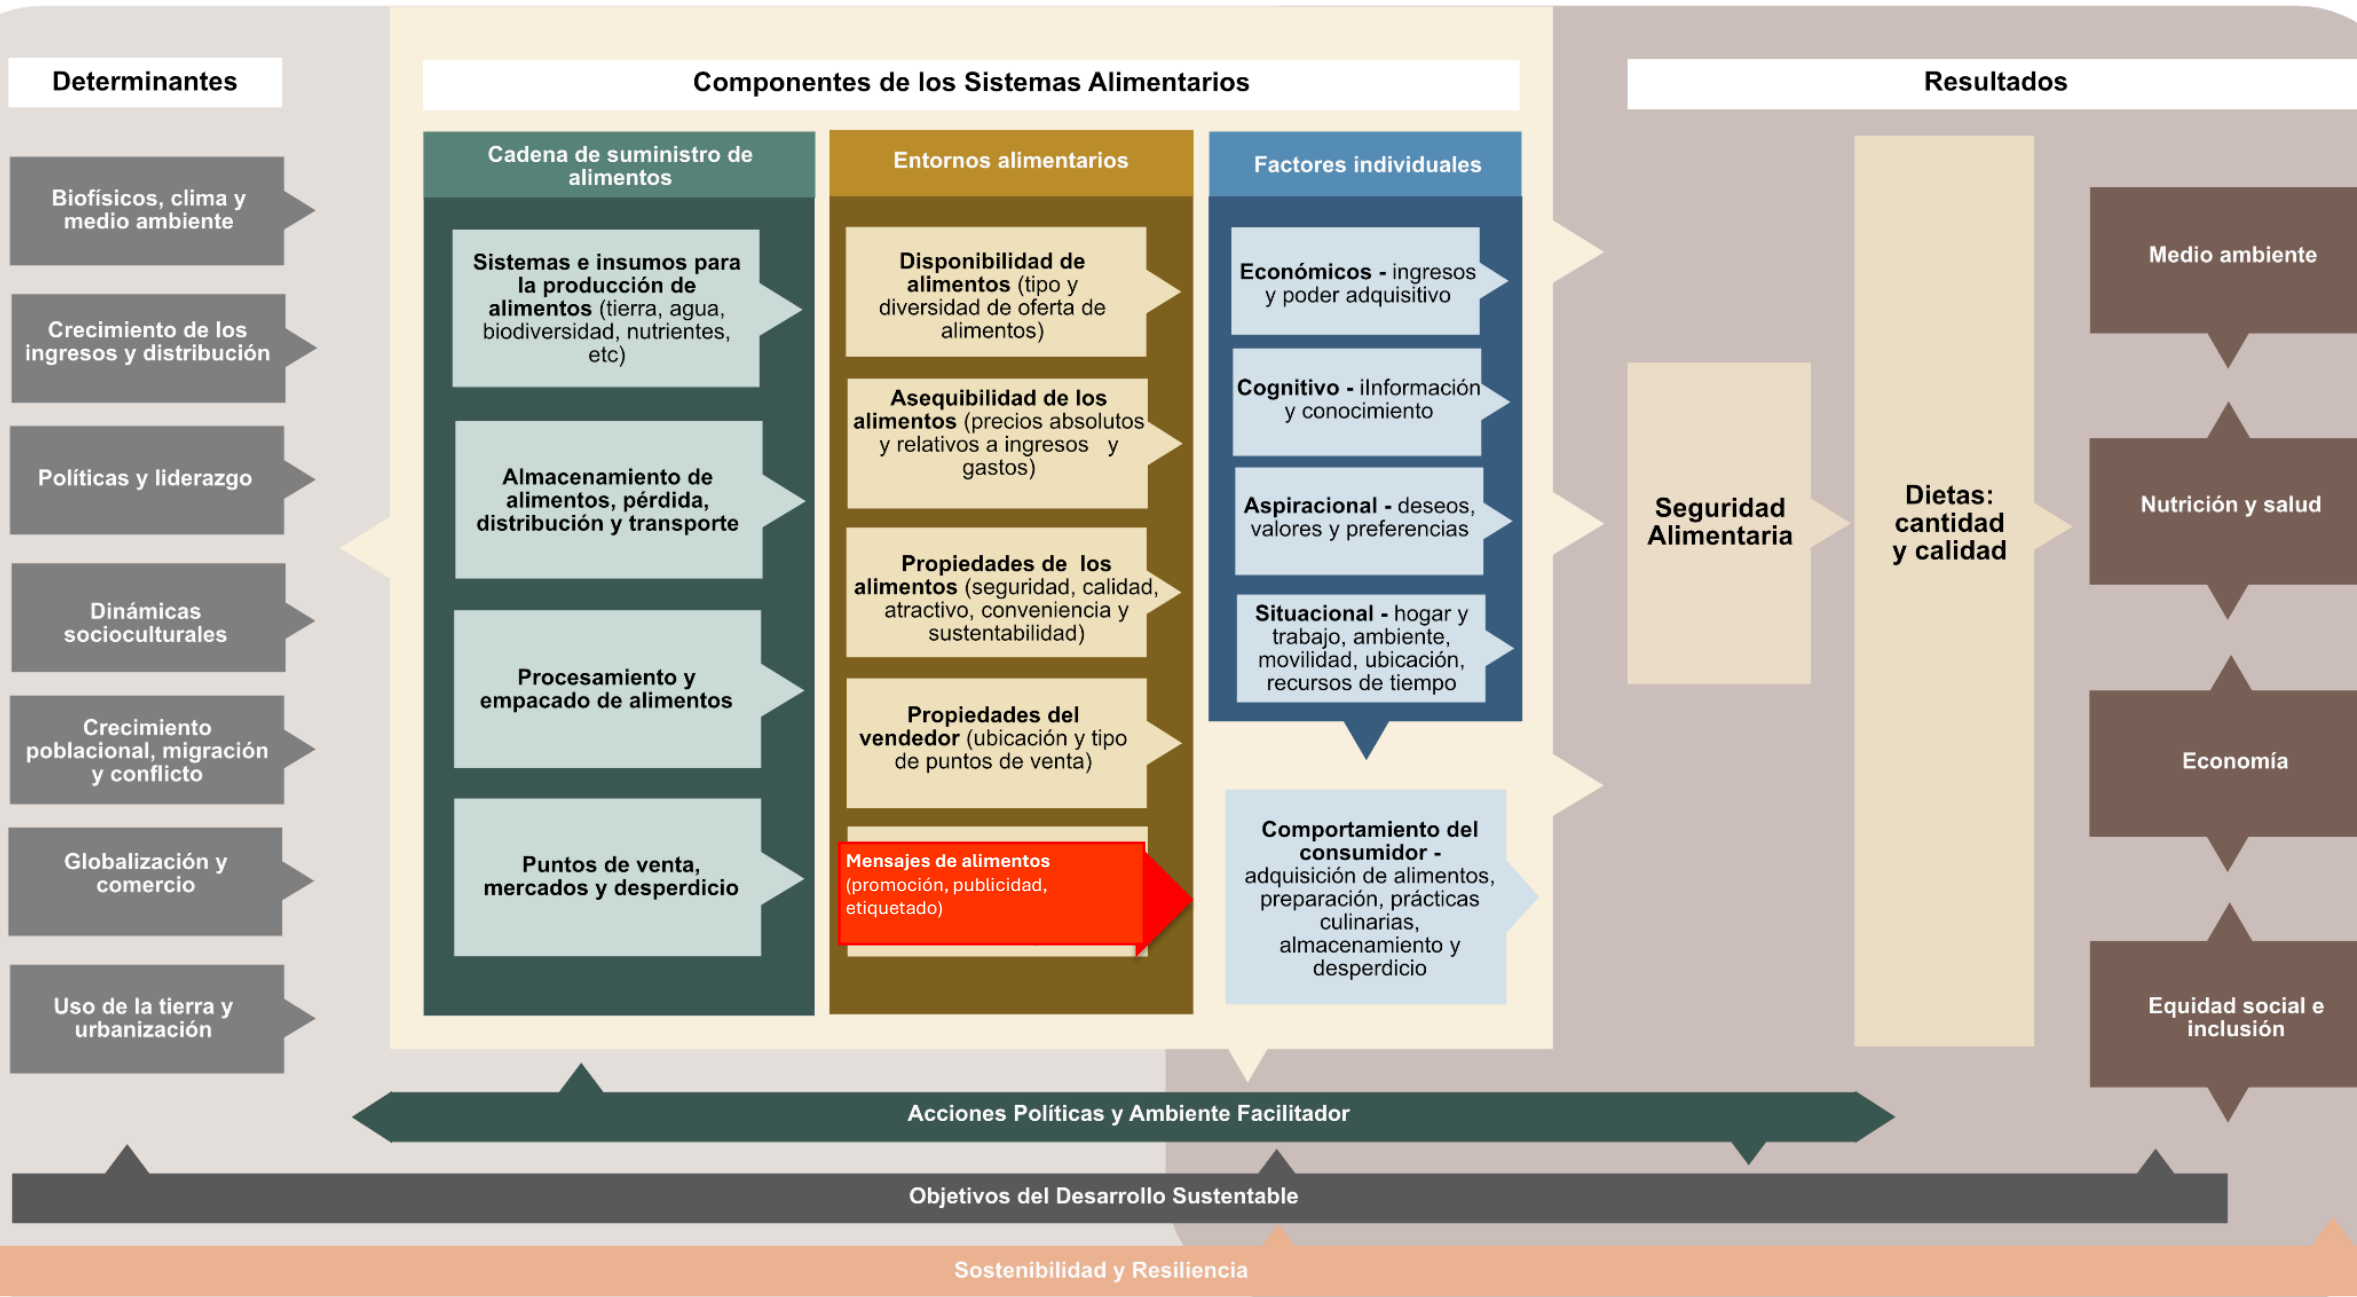 Determinantes
Biofísicos, clima y
medio ambiente
Crecimiento de los
ingresos y distribución
Políticas y liderazgo
Dinámicas
socioculturales
Crecimiento
poblacional, migración
y conflicto
Globalización y
comercio
Uso de la tierra y
urbanización
Componentes de los Sistemas Alimentarios
Cadena de suministro de
alimentos
Sistemas e insumos para
la producción de
alimentos (tierra, agua,
biodiversidad, nutrientes,
etc)
Almacenamiento de
alimentos, pérdida,
distribución y transporte
Procesamiento y
empacado de alimentos
Puntos de venta,
mercados y desperdicio
Entornos alimentarios
Disponibilidad de
alimentos (tipo y
diversidad de oferta de
alimentos)
Asequibilidad de los
alimentos (precios absolutos
y relativos a ingresos y
gastos)
Propiedades de los
alimentos (seguridad, calidad,
atractivo, conveniencia y
sustentabilidad)
Propiedades del
vendedor (ubicación y tipo
de puntos de venta)
Mensajes de alimentos
(promoción, publicidad,
etiquetado)
Factores individuales
Económicos - ingresos
y poder adquisitivo
Cognitivo - iInformación
y conocimiento
Aspiracional - deseos,
valores y preferencias
Situacional - hogar y
trabajo, ambiente,
movilidad, ubicación,
recursos de tiempo
Comportamiento del
consumidor -
adquisición de alimentos,
preparación, prácticas
culinarias,
almacenamiento y
desperdicio
Resultados
Seguridad
Alimentaria
Dietas:
cantidad
y calidad
Medio ambiente
Nutrición y salud
Economía
Equidad social e
inclusión
Acciones Políticas y Ambiente Facilitador
Objetivos del Desarrollo Sustentable
Sostenibilidad y Resiliencia